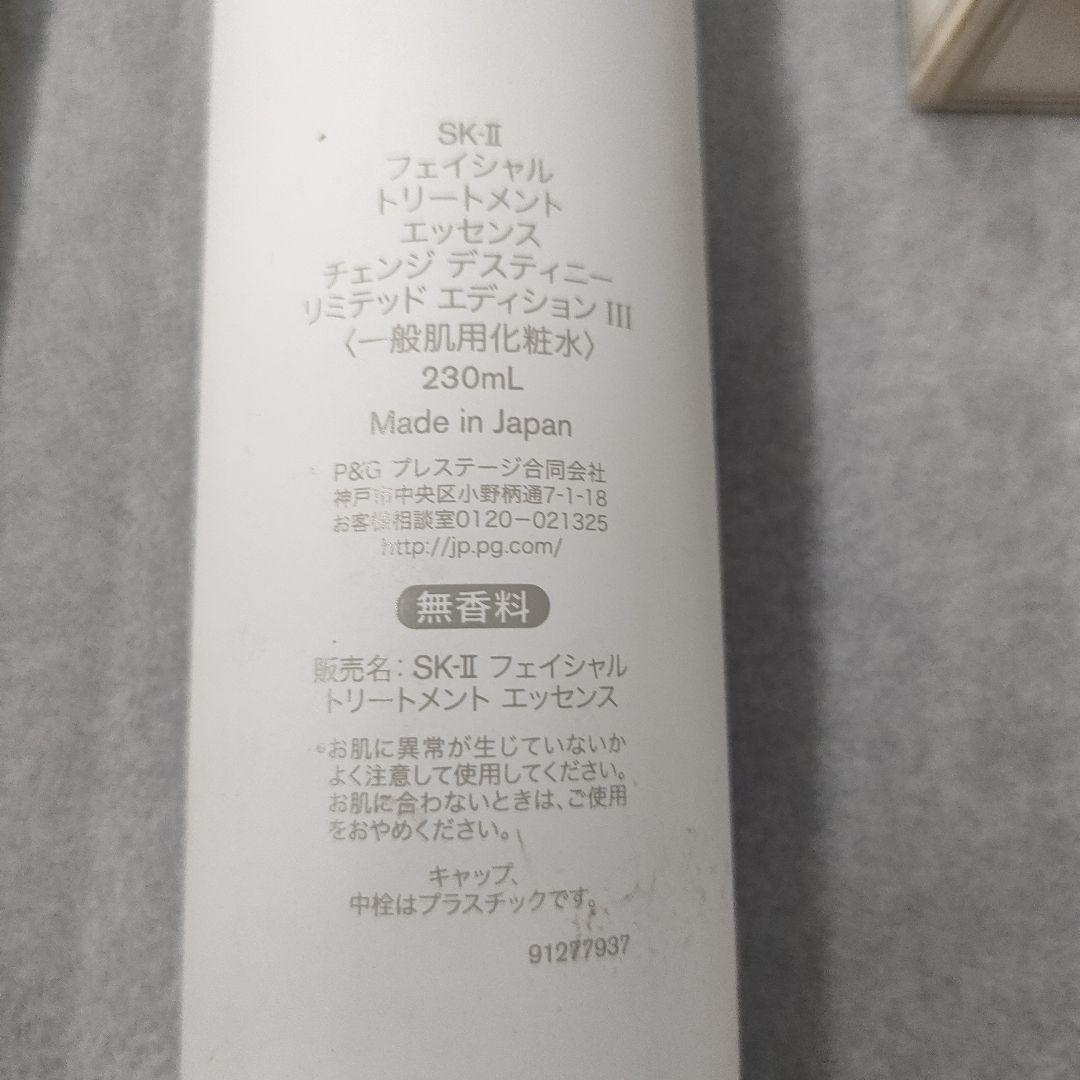 SK-II
フェイシャル
トリートメント
エッセンス
チェンジ デスティニー
リミテッド エディション III
〈一般肌用化粧水〉
230mL
Made in Japan
P&G プレステージ合同会社
神戸市中央区小野柄通7-1-18
お客様相談室0120-021325
http://jp.pg.com/
無香料
販売名: SK-II フェイシャル
トリートメント エッセンス
お肌に異常が生じていないか
よく注意して使用してください。
お肌に合わないときは、ご使用
をおやめください。
キャップ、
中栓はプラスチックです。
91277937